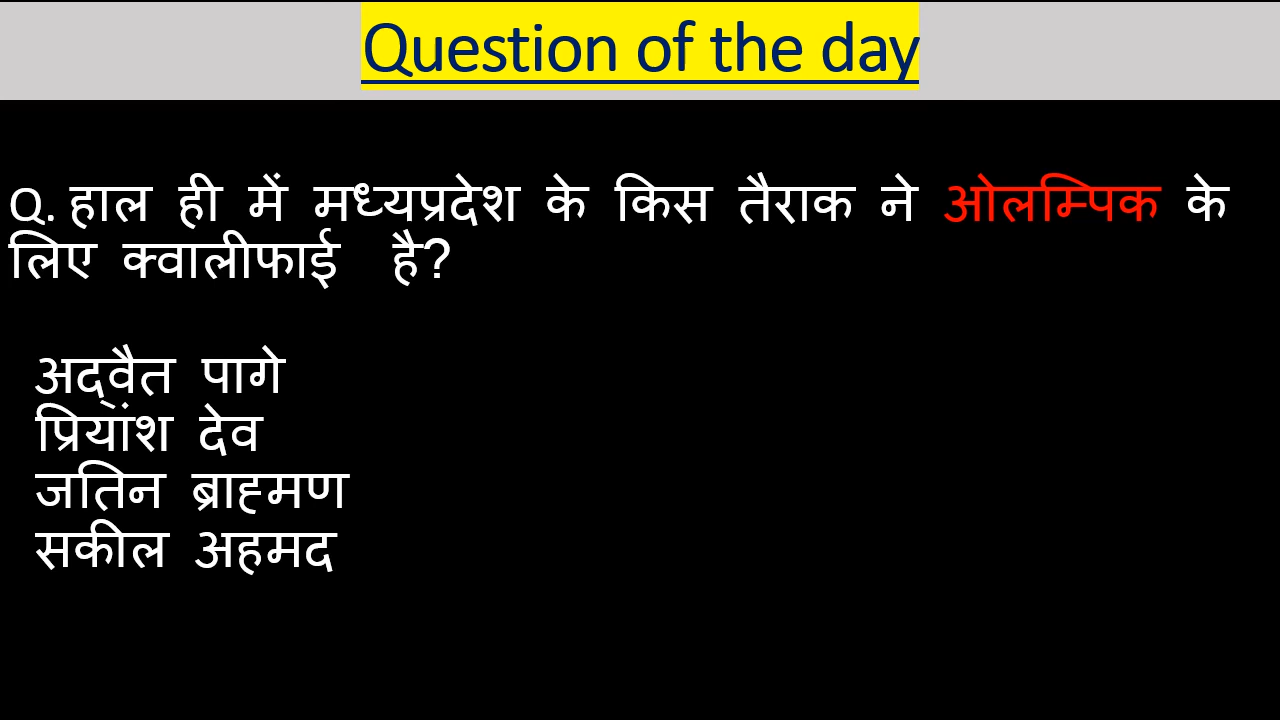 Question of the day
Q. हाल ही में मध्यप्रदेश के किस तैराक ने ओलम्पिक के
लिए क्वालीफाई है?
अद्वैत पागे
प्रियांश देव
जतिन ब्राह्मण
सकील अहमद